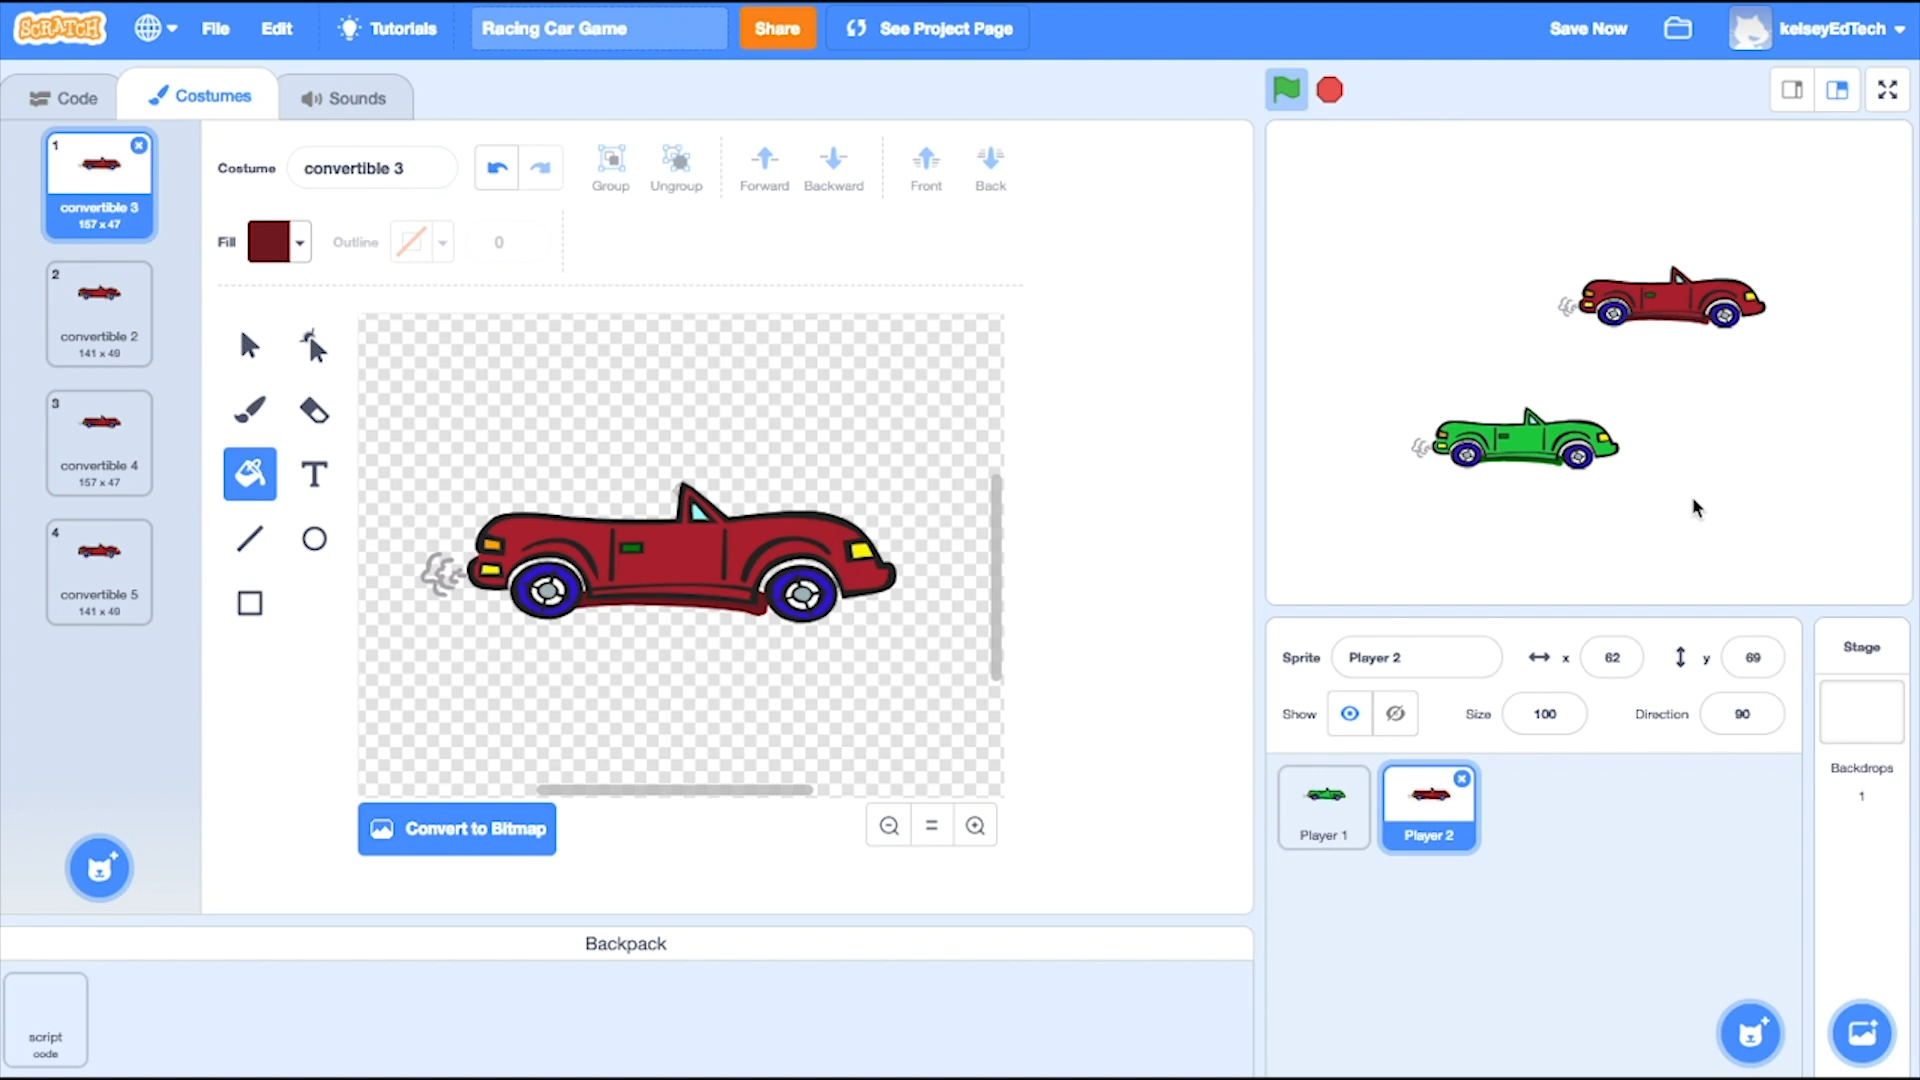 SCRATCH File Edit Tutorials Racing Car Game Share See Project Page Save Now kelseyEdTech
Code Costumes Sounds
1
convertible 3
157 x 47
2
convertible 2
141 x 49
3
convertible 4
157 x 47
4
convertible 5
141 x 49
Costume convertible 3 Group Ungroup Forward Backward Front Back
Fill Outline 0
T
Convert to Bitmap
Backpack
script
code
Sprite Player 2 x 62 y 69
Show Size 100 Direction 90
Player 1 Player 2
Stage
Backdrops
1